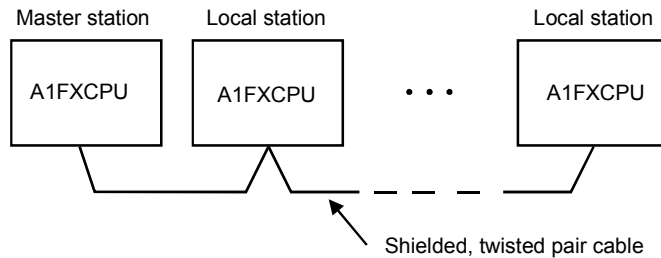 Master station
Local station
Local station
A1FXCPU
A1FXCPU
• • •
A1FXCPU
Shielded, twisted pair cable